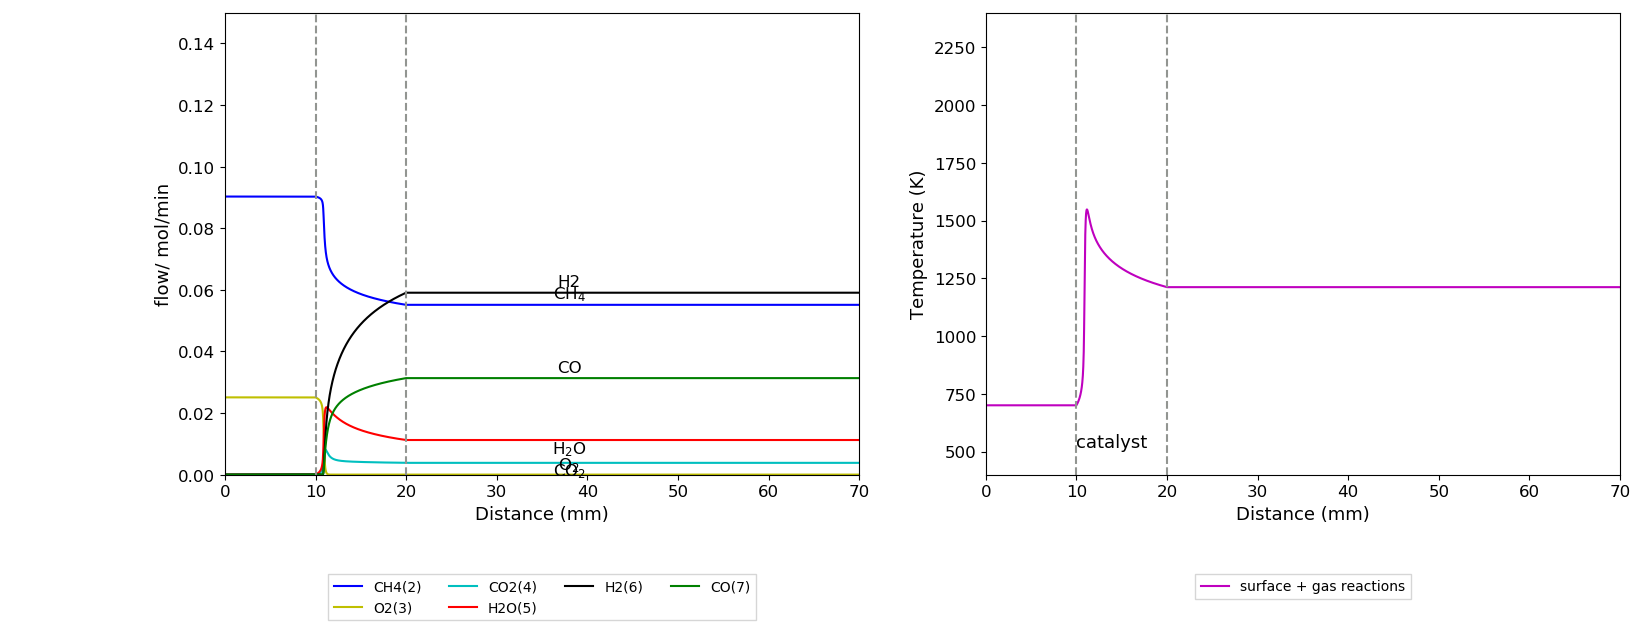 0.14
0.12
0.10
0.08
0.06
0.04
0.02
0.00
flow/ mol/min
H2
CH4
CO
H2O
O2
CO2
0 10 20 30 40 50 60 70
Distance (mm)
CH4(2) CO2(4) H2(6) CO(7)
O2(3) H2O(5)
2250
2000
1750
1500
1250
1000
750
500
Temperature (K)
catalyst
0 10 20 30 40 50 60 70
Distance (mm)
surface + gas reactions